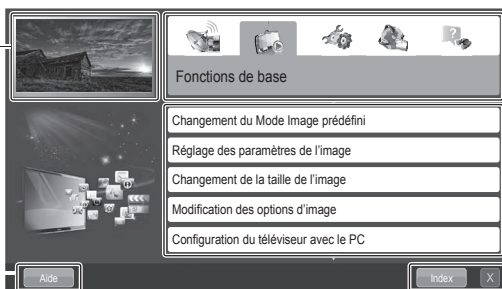 Fonctions de base
Changement du Mode Image prédéfini
Réglage des paramètres de l'image
Changement de la taille de l'image
Modification des options d'image
Configuration du téléviseur avec le PC
Aide
Index X